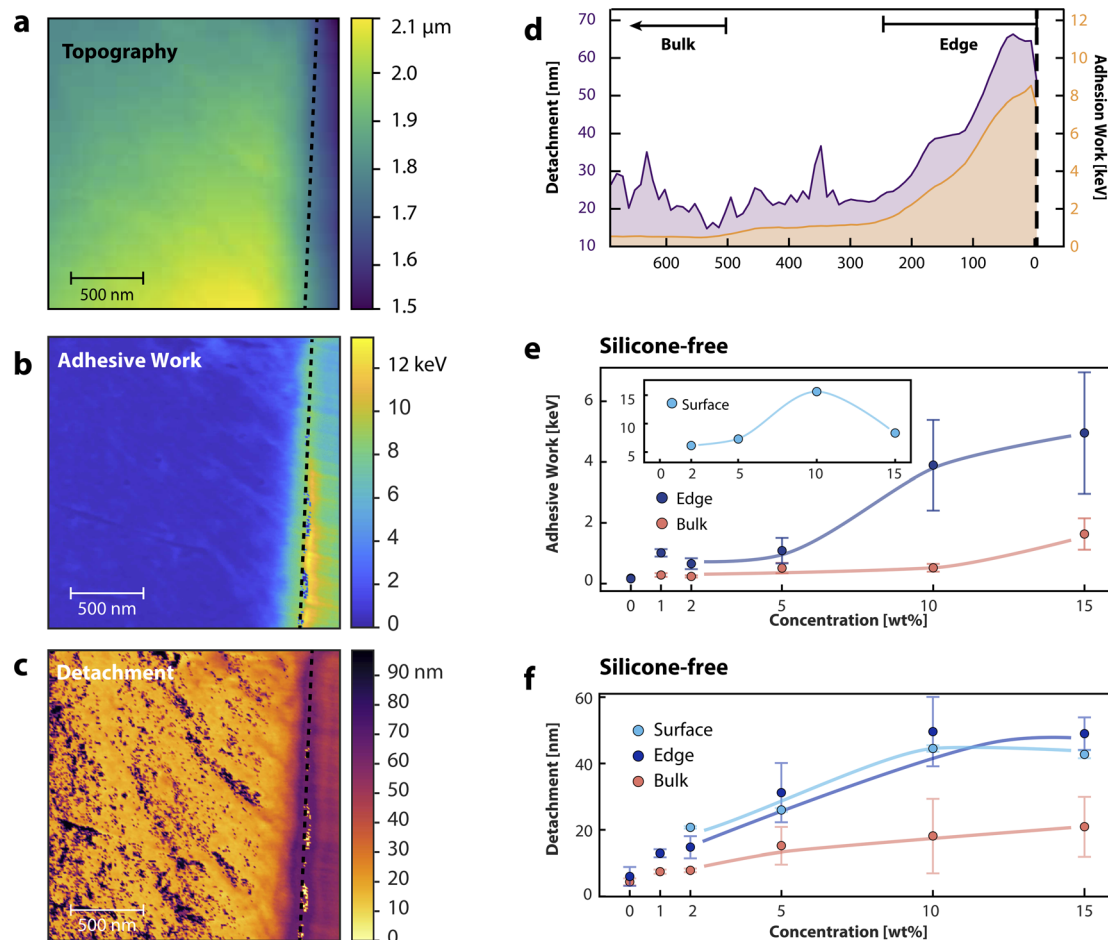 a
Topography
500 nm
2.1 µm
2.0
1.9
1.8
1.7
1.6
1.5
b
Adhesive Work
500 nm
12 keV
10
8
6
4
2
0
c
Detachment
500 nm
90 nm
80
70
60
50
40
30
20
10
0
d
Bulk
Edge
Detachment [nm]
70
60
50
40
30
20
10
Adhesion Work [keV]
12
10
8
6
4
2
0
600 500 400 300 200 100 0
e
Silicone-free
Adhesive Work [keV]
6
4
2
0
Surface
15
10
5
0 2 5 10 15
Edge
Bulk
0 1 2 5 10 15
Concentration [wt%]
f
Silicone-free
Detachment [nm]
60
40
20
0
Surface
Edge
Bulk
0 1 2 5 10 15
Concentration [wt%]